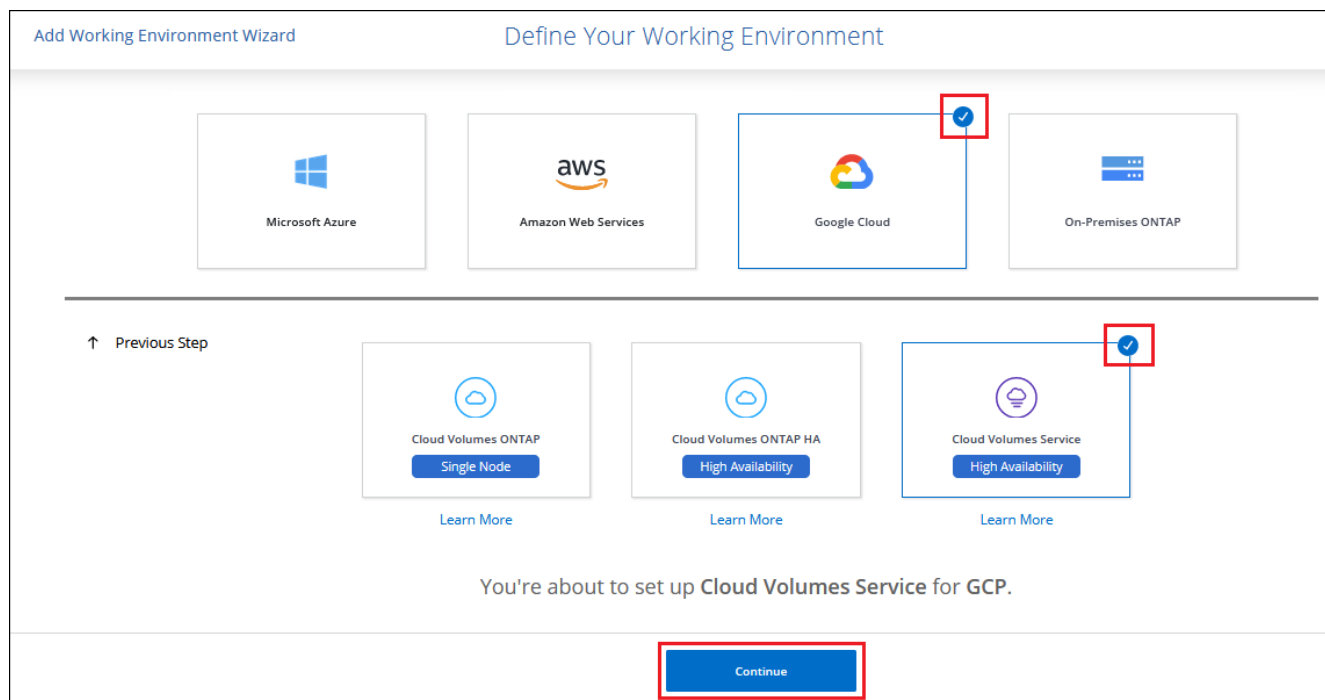 Add Working Environment Wizard
Define Your Working Environment
aws
Microsoft Azure
Amazon Web Services
Google Cloud
On-Premises ONTAP
↑ Previous Step
Cloud Volumes ONTAP
Single Node
Learn More
Cloud Volumes ONTAP HA
High Availability
Learn More
Cloud Volumes Service
High Availability
Learn More
You're about to set up Cloud Volumes Service for GCP.
Continue